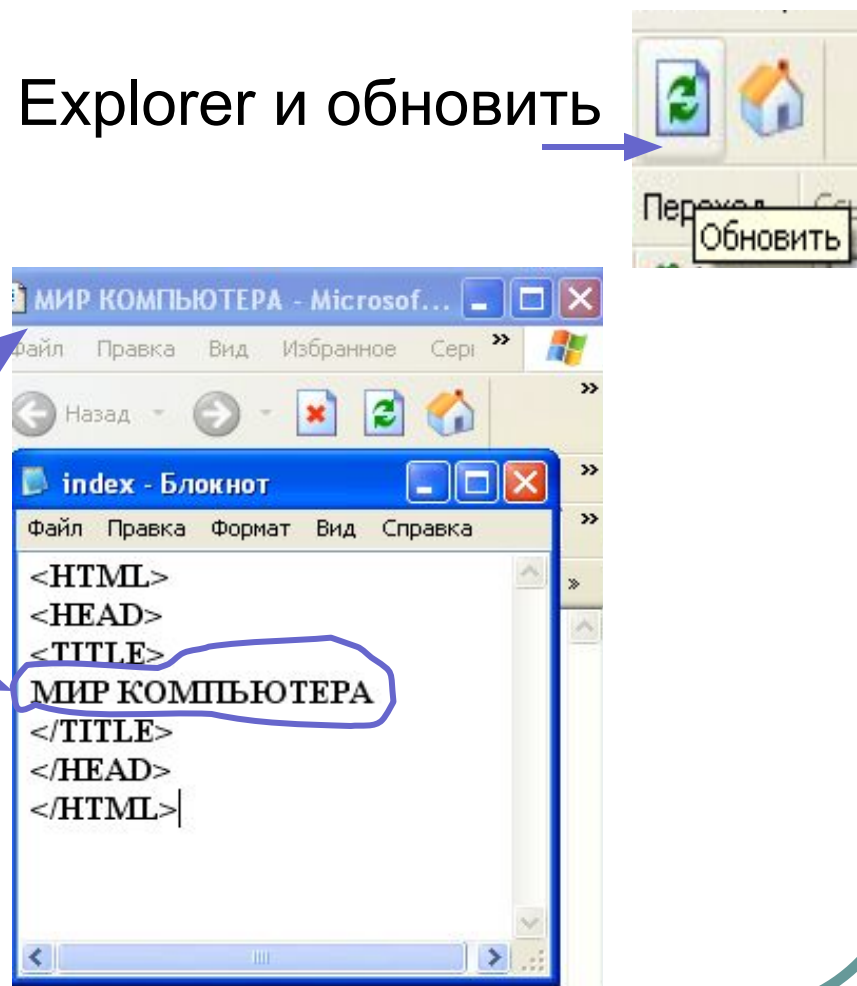 Explorer и обновить
Переход
Обновить
МИР КОМПЬЮТЕРА - Microsof...
Файл Правка Вид Избранное Серв
Назад
index - Блокнот
Файл Правка Формат Вид Справка
<HTML>
<HEAD>
<TITLE>
МИР КОМПЬЮТЕРА
</TITLE>
</HEAD>
</HTML>